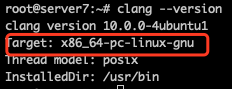 root@server7:~# clang --version
clang version 10.0.0-4ubuntu1
Target: x86_64-pc-linux-gnu
Thread model: posix
InstalledDir: /usr/bin